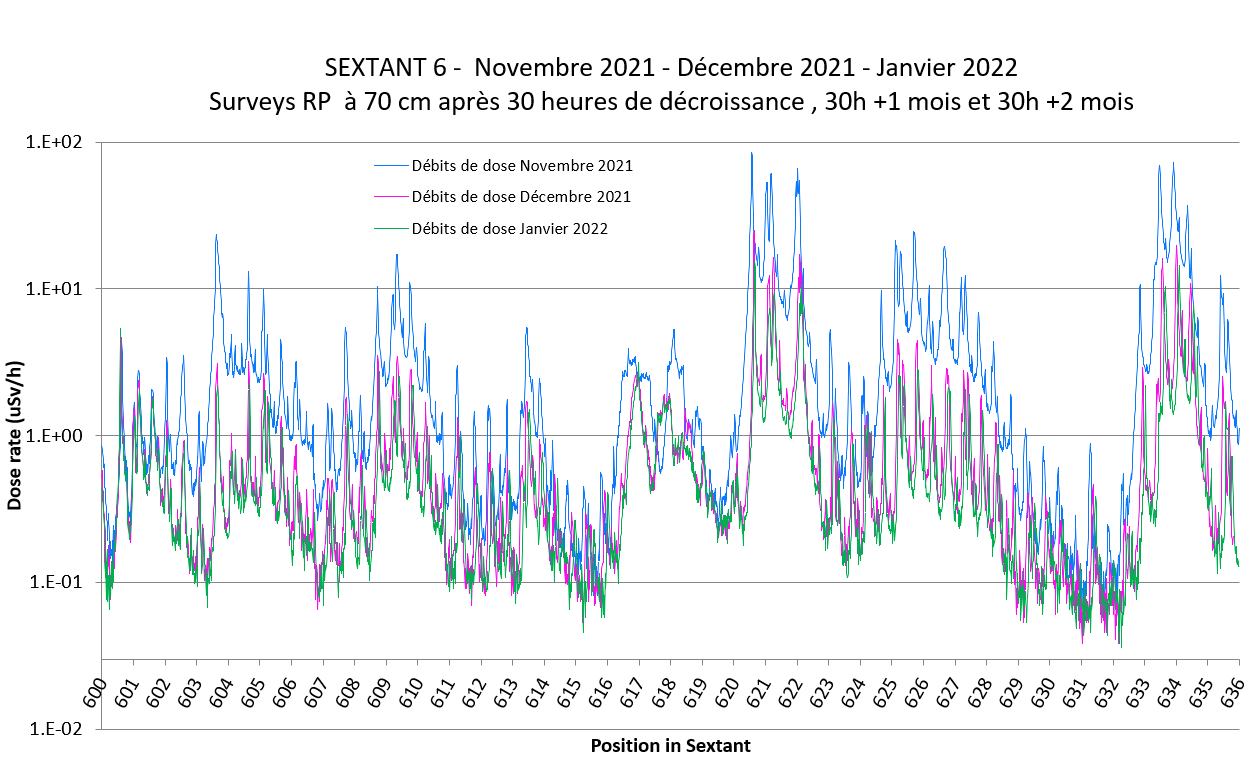 SEXTANT 6 -  Novembre 2021 - Décembre 2021 - Janvier 2022
Surveys RP  à 70 cm après 30 heures de décroissance , 30h +1 mois et 30h +2 mois
1.E+02
1.E+01
1.E+00
1.E-01
1.E-02
Dose rate (uSv/h)
Débits de dose Novembre 2021
Débits de dose Décembre 2021
Débits de dose Janvier 2022
600 601 602 603 604 605 606 607 608 609 610 611 612 613 614 615 616 617 618 619 620 621 622 623 624 625 626 627 628 629 630 631 632 633 634 635 636
Position in Sextant